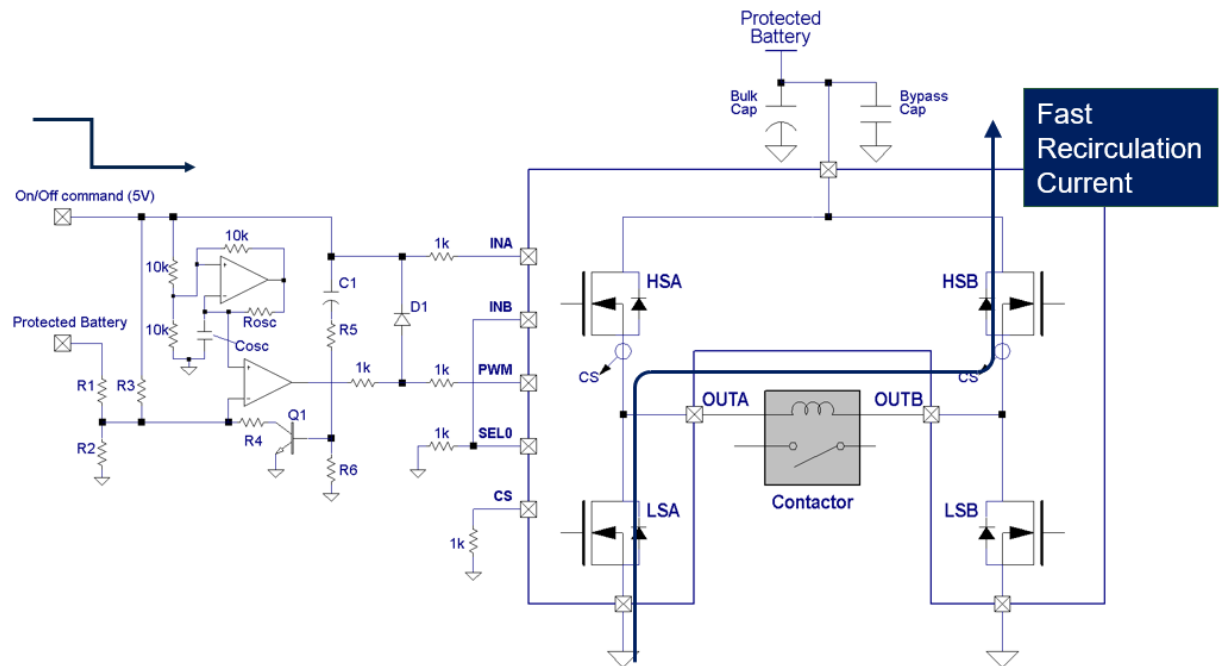 Protected
Battery
Bulk
Cap
Bypass
Cap
Fast
Recirculation
Current
On/Off command (5V)
10k
10k
1k
INA
C1
D1
HSA
HSB
Protected Battery
10k
Rosc
Cosc
R5
INB
CS
CS
R1
R3
1k
1k
PWM
OUTA
OUTB
R2
R4
Q1
1k
SEL0
R6
CS
Contactor
LSA
LSB
1k